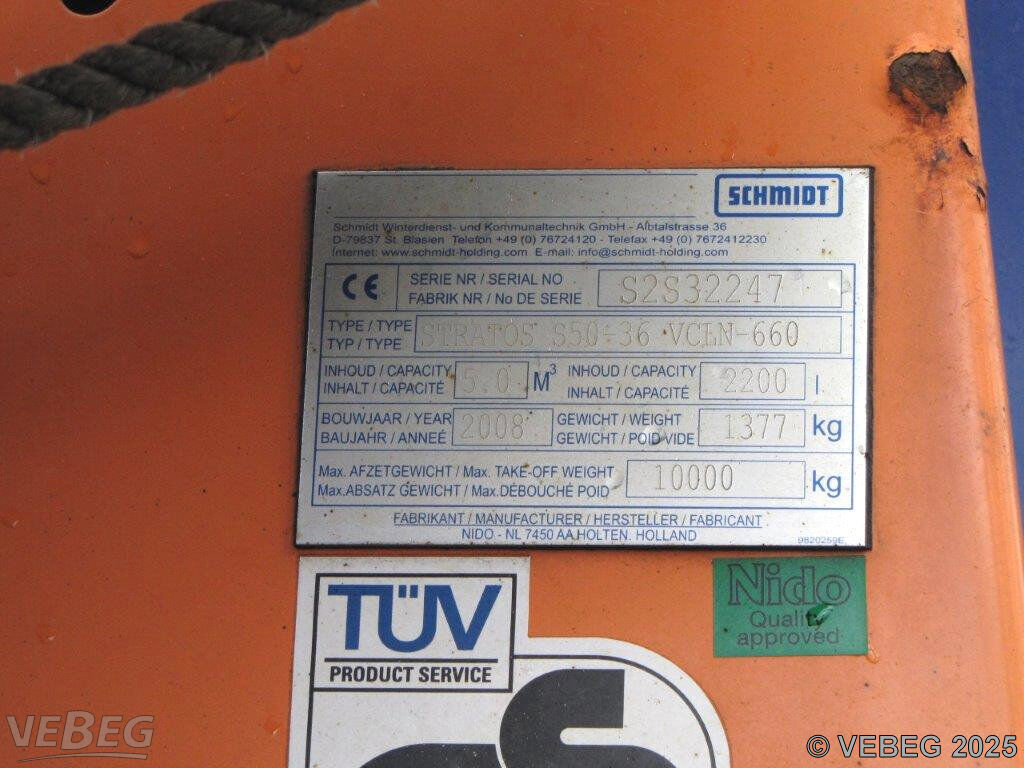 SCHMIDT
Schmidt Winterdienst- und Kommunaltechnik GmbH - Albtalstrasse 36
D-79837 St. Blasien Telefon +49 (0) 76724120 - Telefax +49 (0) 7672412230
Internet: www.schmidt-holding.com E-mail: info@schmidt-holding.com
CE
SERIE NR / SERIAL NO
FABRIK NR / No DE SERIE
S2S32247
TYPE / TYPE
TYP / TYPE
STRATOS S50-36 VCLN-660
INHOUD / CAPACITY
INHALT / CAPACITÉ
5.0 M³
INHOUD / CAPACITY
INHALT / CAPACITÉ
2200 l
BOUWJAAR / YEAR
BAUJAHR / ANNEÉ
2008
GEWICHT / WEIGHT
GEWICHT / POID VIDE
1377 kg
Max. AFZETGEWICHT / Max. TAKE-OFF WEIGHT
Max. ABSATZ GEWICHT / Max. DÉBOUCHÉ POID
10000 kg
FABRIKANT / MANUFACTURER / HERSTELLER / FABRICANT
NIDO - NL 7450 AA HOLTEN. HOLLAND
9820259E
TÜV
PRODUCT SERVICE
Nido
Quality
approved
VEBEG
© VEBEG 2025